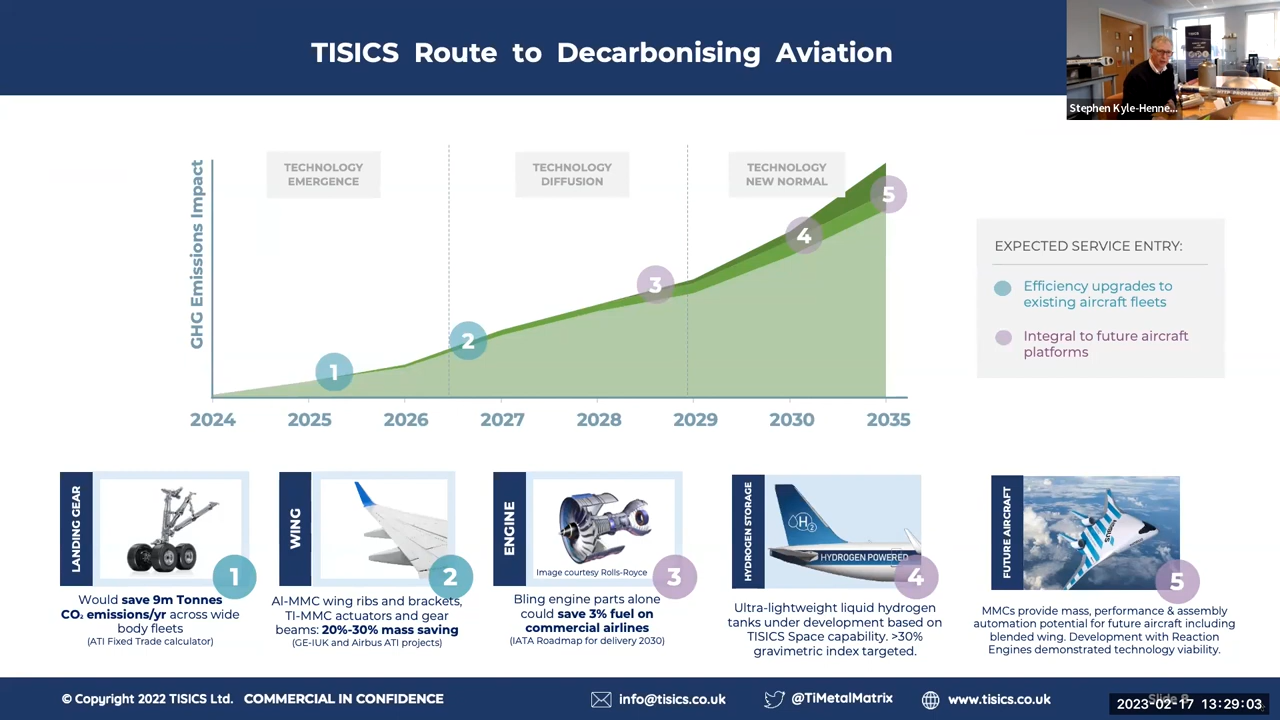 TISICS Route to Decarbonising Aviation
Stephen Kyle-Henne...
GHG Emissions Impact
TECHNOLOGY
EMERGENCE
TECHNOLOGY
DIFFUSION
TECHNOLOGY
NEW NORMAL
1
2
3
4
5
2024
2025
2026
2027
2028
2029
2030
2035
EXPECTED SERVICE ENTRY:
Efficiency upgrades to
existing aircraft fleets
Integral to future aircraft
platforms
LANDING GEAR
1
Would save 9m Tonnes
CO₂ emissions/yr across wide
body fleets
(ATI Fixed Trade calculator)
WING
2
Al-MMC wing ribs and brackets,
TI-MMC actuators and gear
beams: 20%-30% mass saving
(GE-IUK and Airbus ATI projects)
ENGINE
Image courtesy Rolls-Royce
3
Bling engine parts alone
could save 3% fuel on
commercial airlines
(IATA Roadmap for delivery 2030)
HYDROGEN STORAGE
H₂
HYDROGEN POWERED
4
Ultra-lightweight liquid hydrogen
tanks under development based on
TISICS Space capability. >30%
gravimetric index targeted.
FUTURE AIRCRAFT
5
MMCs provide mass, performance & assembly
automation potential for future aircraft including
blended wing. Development with Reaction
Engines demonstrated technology viability.
© Copyright 2022 TISICS Ltd. COMMERCIAL IN CONFIDENCE
info@tisics.co.uk
@TiMetalMatrix
www.tisics.co.uk
Slide 8
2023-02-17 13:29:03